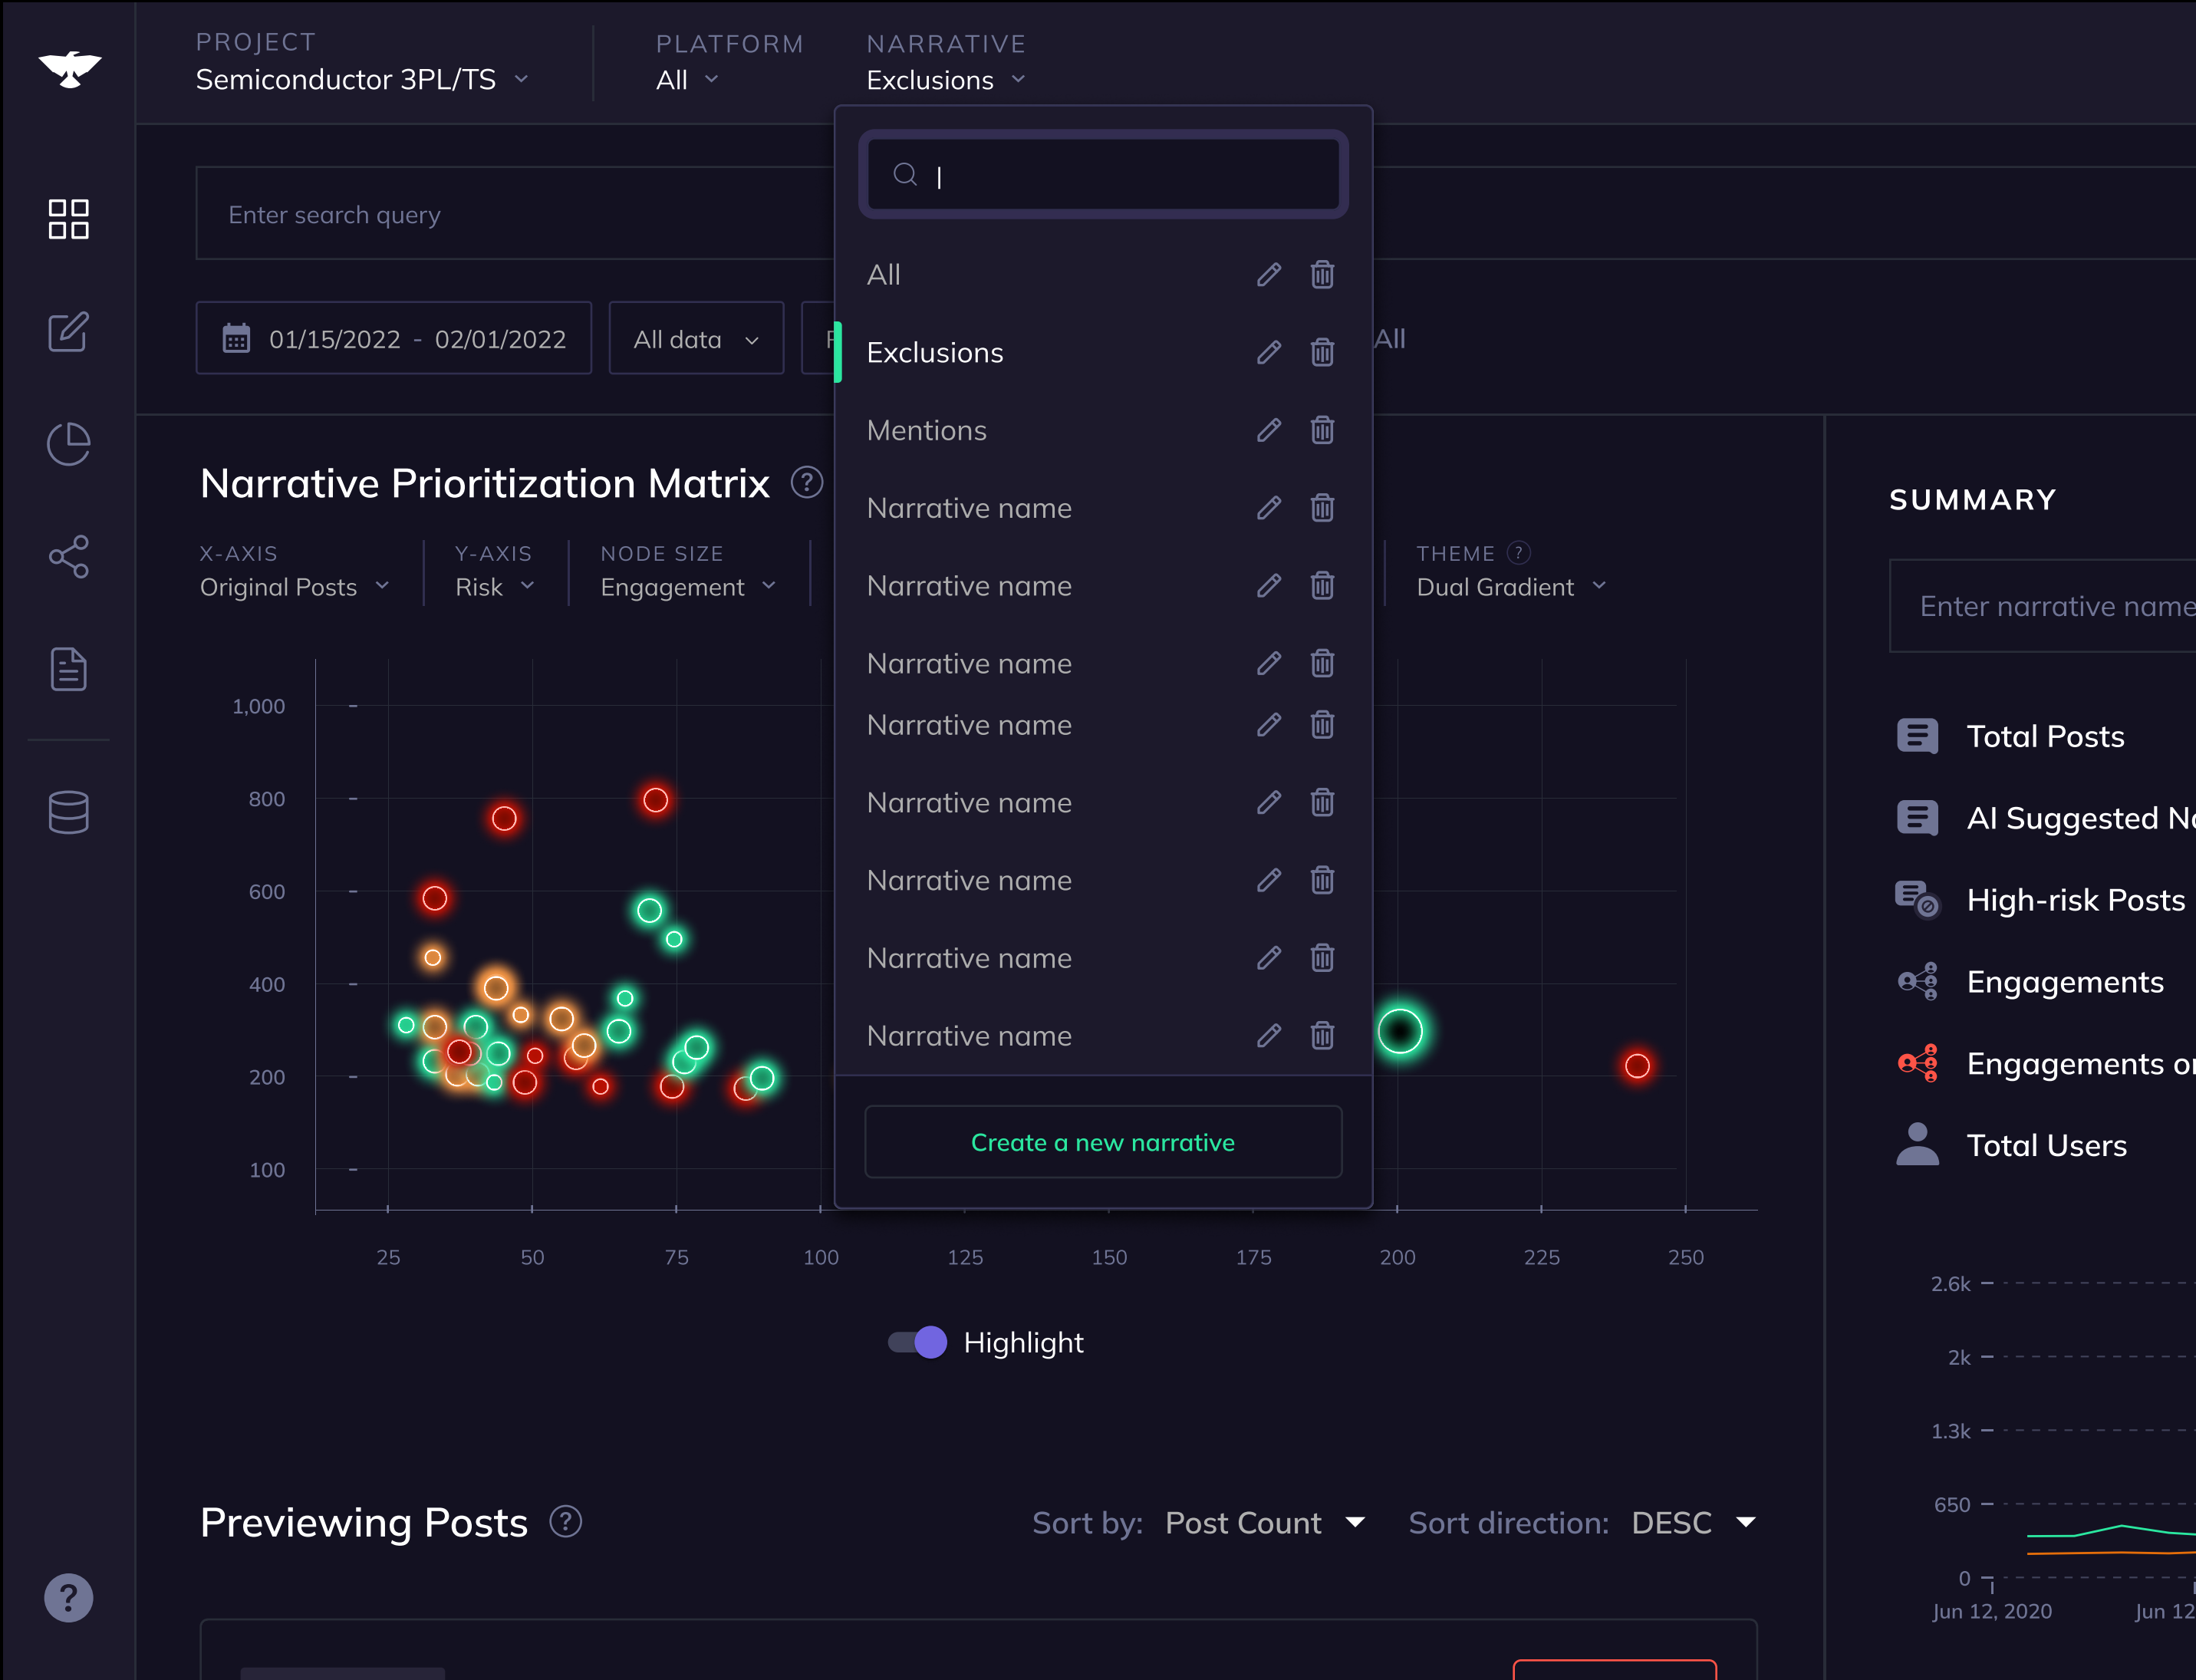 PROJECT
Semiconductor 3PL/TS
PLATFORM
All
NARRATIVE
Exclusions
Enter search query
01/15/2022 - 02/01/2022
All data
All
All
Exclusions
Mentions
Narrative name
Narrative name
Narrative name
Narrative name
Narrative name
Narrative name
Narrative name
Narrative name
Create a new narrative
Narrative Prioritization Matrix ?
X-AXIS
Original Posts
Y-AXIS
Risk
NODE SIZE
Engagement
THEME ?
Dual Gradient
1,000
800
600
400
200
100
25 50 75 100 125 150 175 200 225 250
Highlight
Previewing Posts ?
Sort by: Post Count
Sort direction: DESC
SUMMARY
Enter narrative name
Total Posts
AI Suggested
High-risk Posts
Engagements
Engagements
Total Users
2.6k
2k
1.3k
650
0
Jun 12, 2020 Jun 12
?